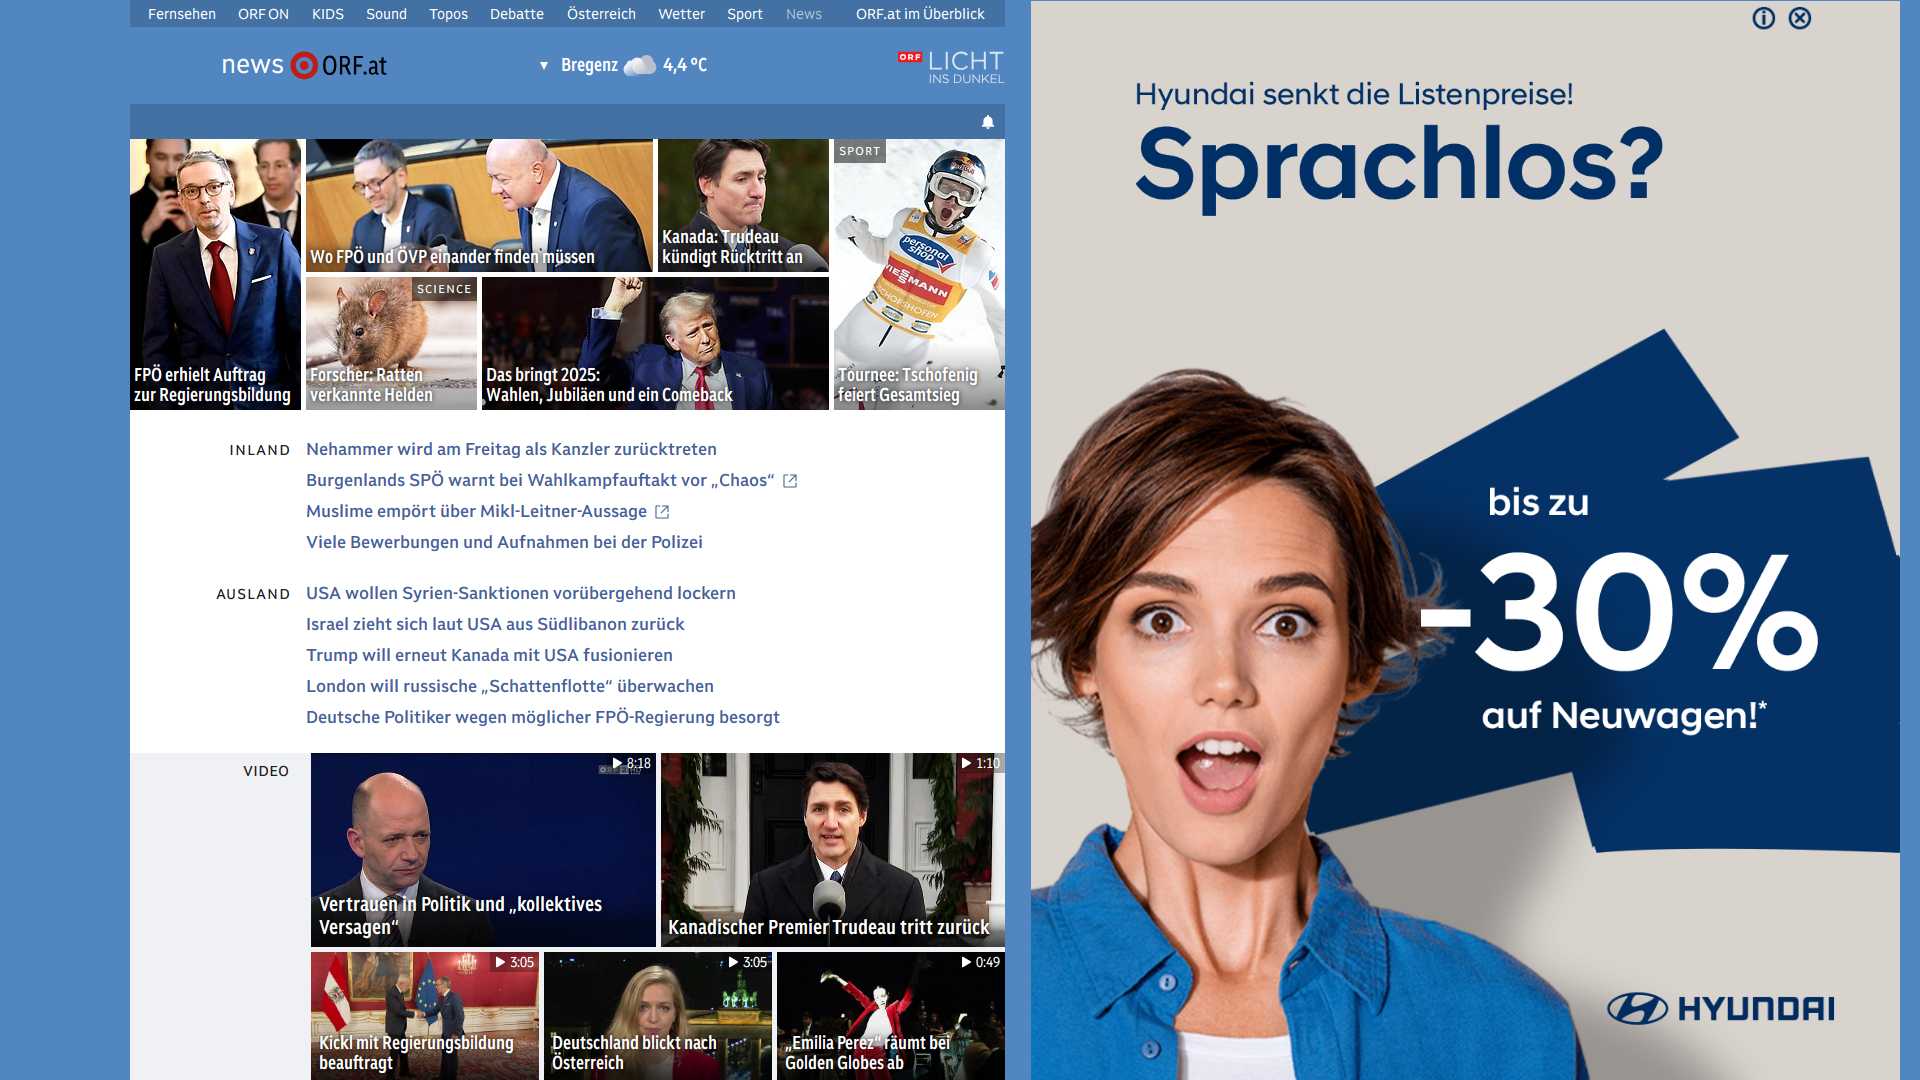 Fernsehen ORF ON KIDS Sound Topos Debatte Österreich Wetter Sport News ORF.at im Überblick
news ORF.at
Bregenz 4,4 °C
ORF LICHT
INS DUNKEL
FPÖ erhielt Auftrag
zur Regierungsbildung
Wo FPÖ und ÖVP einander finden müssen
Kanada: Trudeau
kündigt Rücktritt an
SPORT
personal
shop
VIESSMANN
BISCHOFSHOFEN
Tournee: Tschofenig
feiert Gesamtsieg
SCIENCE
Forscher: Ratten
verkannte Helden
Das bringt 2025:
Wahlen, Jubiläen und ein Comeback
INLAND
Nehammer wird am Freitag als Kanzler zurücktreten
Burgenlands SPÖ warnt bei Wahlkampfauftakt vor „Chaos“
Muslime empört über Mikl-Leitner-Aussage
Viele Bewerbungen und Aufnahmen bei der Polizei
AUSLAND
USA wollen Syrien-Sanktionen vorübergehend lockern
Israel zieht sich laut USA aus Südlibanon zurück
Trump will erneut Kanada mit USA fusionieren
London will russische „Schattenflotte“ überwachen
Deutsche Politiker wegen möglicher FPÖ-Regierung besorgt
VIDEO
8:18
Vertrauen in Politik und „kollektives
Versagen“
1:10
Kanadischer Premier Trudeau tritt zurück
3:05
Kickl mit Regierungsbildung
beauftragt
3:05
Deutschland blickt nach
Österreich
0:49
„Emilia Perez“ räumt bei
Golden Globes ab
Hyundai senkt die Listenpreise!
Sprachlos?
bis zu
-30%
auf Neuwagen!*
HYUNDAI